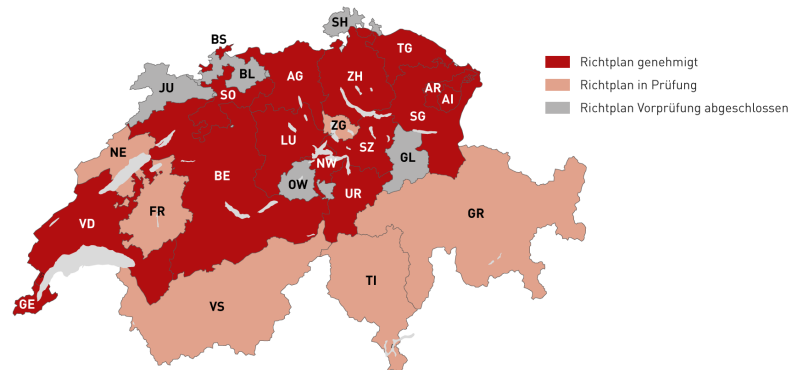 SH
BS
TG
Richtplan genehmigt
BL
AG
ZH
JU
AR
Richtplan in Prüfung
SO
AI
Richtplan Vorprüfung abgeschlossen
SG
ZG
LU
SZ
NE
NW
GL
BE
OW
UR
FR
GR
VD
TI
GE
VS